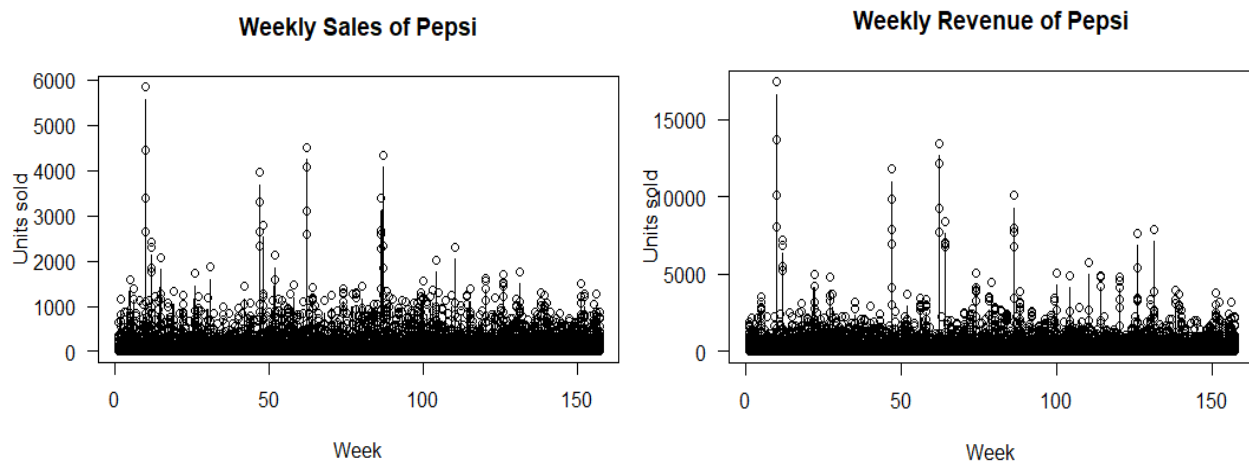 Weekly Sales of Pepsi
Units sold
6000
5000
4000
3000
2000
1000
0
0 50 100 150
Week
Weekly Revenue of Pepsi
Units sold
15000
10000
5000
0
0 50 100 150
Week